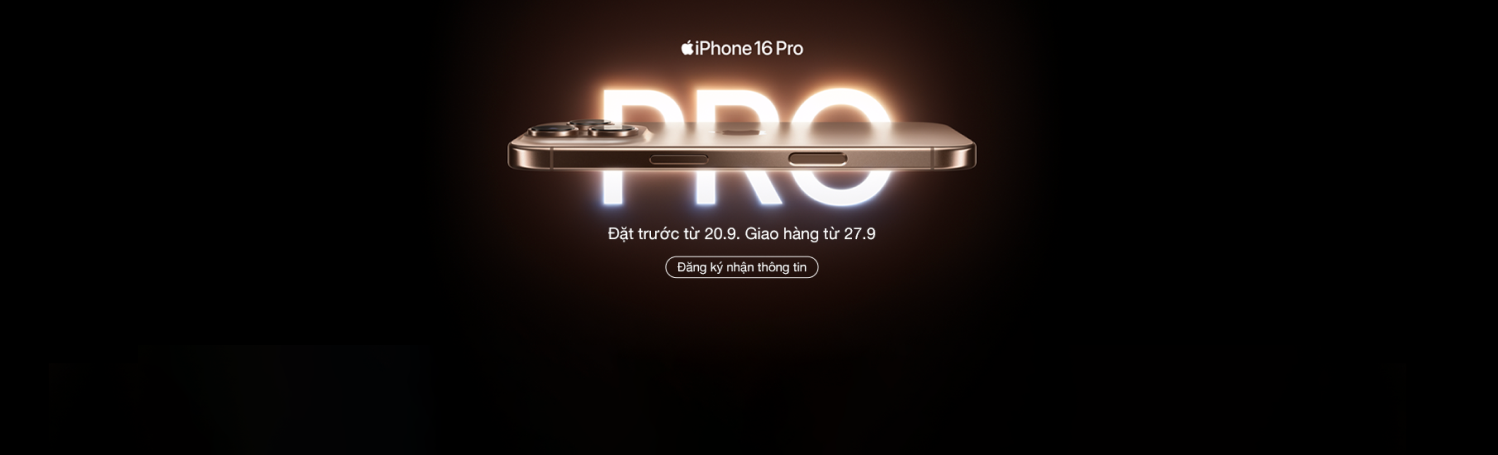 iPhone 16 Pro
PRO
Đặt trước từ 20.9. Giao hàng từ 27.9
Đăng ký nhận thông tin